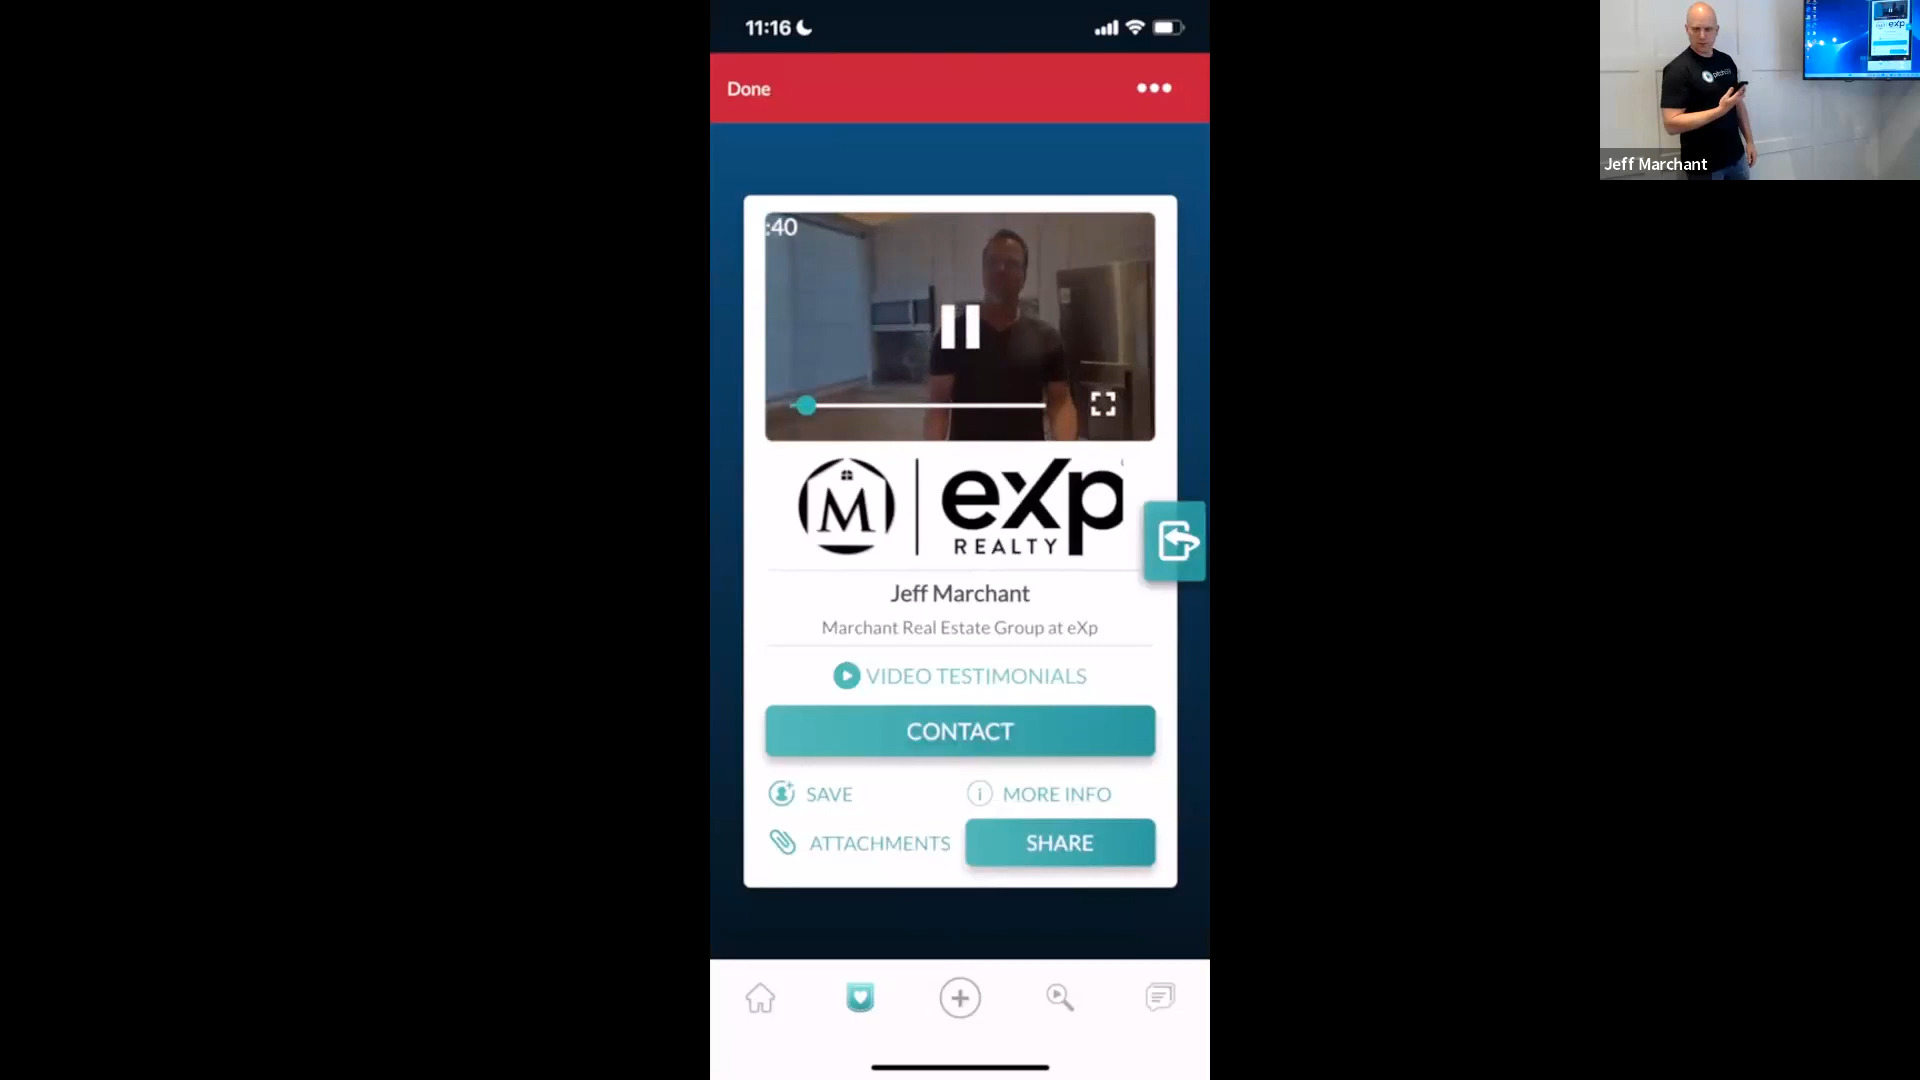 11:16
Done
:40
M
eXp
REALTY
Jeff Marchant
Marchant Real Estate Group at eXp
VIDEO TESTIMONIALS
CONTACT
SAVE
MORE INFO
ATTACHMENTS
SHARE
Jeff Marchant